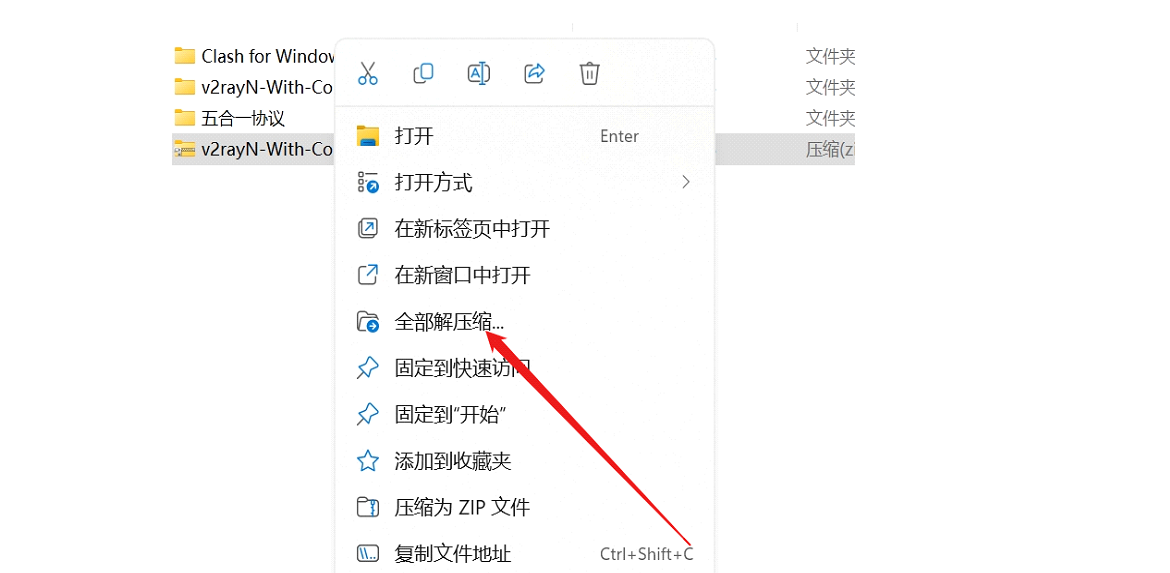 Clash for Window 文件夹
v2rayN-With-Co 文件夹
五合一协议 文件夹
v2rayN-With-Co 压缩(zi
打开 Enter
打开方式
在新标签页中打开
在新窗口中打开
全部解压缩...
固定到快速访问
固定到“开始”
添加到收藏夹
压缩为 ZIP 文件
复制文件地址 Ctrl+Shift+C